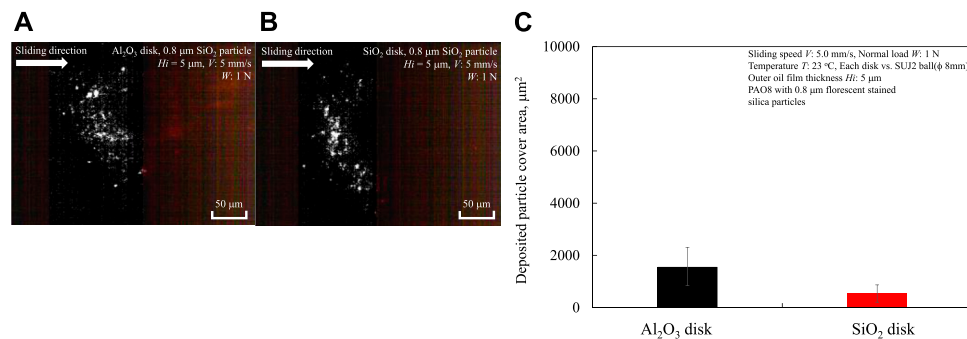 A
Sliding direction
Al₂O₃ disk, 0.8 μm SiO₂ particle
Hi = 5 μm, V: 5 mm/s
W: 1 N
50 μm
B
Sliding direction
SiO₂ disk, 0.8 μm SiO₂ particle
Hi = 5 μm, V: 5 mm/s
W: 1 N
50 μm
C
Deposited particle cover area, μm²
10000
8000
6000
4000
2000
0
Sliding speed V: 5.0 mm/s, Normal load W: 1 N
Temperature T: 23 °C, Each disk vs. SUJ2 ball(ϕ 8mm)
Outer oil film thickness Hi: 5 μm
PAO8 with 0.8 μm florescent stained
silica particles
Al₂O₃ disk
SiO₂ disk